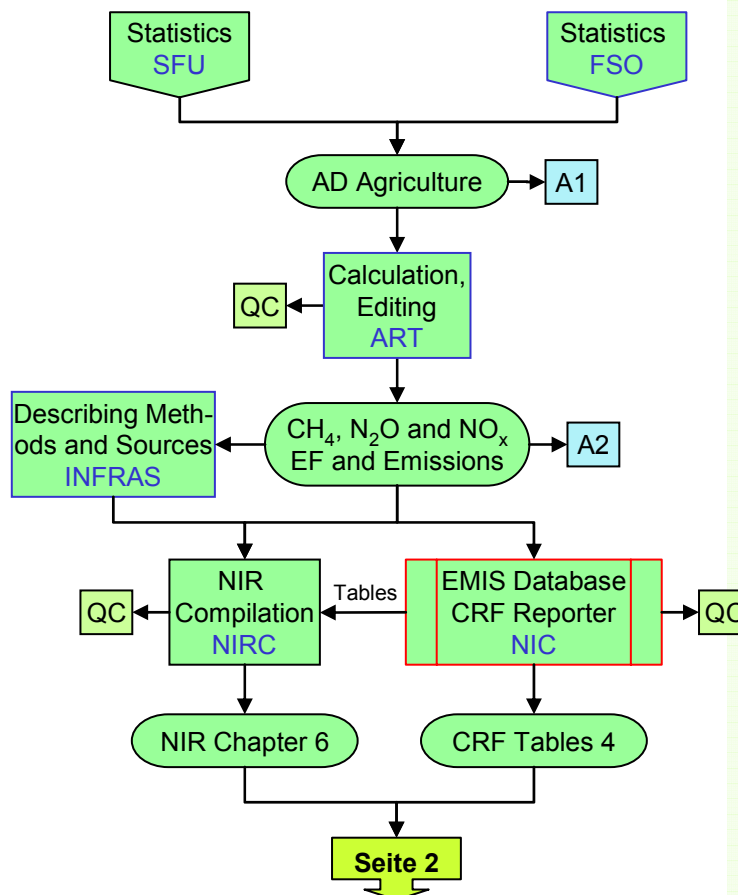 Statistics
SFU
Statistics
FSO
AD Agriculture
A1
Calculation,
Editing
ART
QC
Describing Meth-
ods and Sources
INFRAS
CH₄, N₂O and NOₓ
EF and Emissions
A2
NIR
Compilation
NIRC
QC
Tables
EMIS Database
CRF Reporter
NIC
QC
NIR Chapter 6
CRF Tables 4
Seite 2